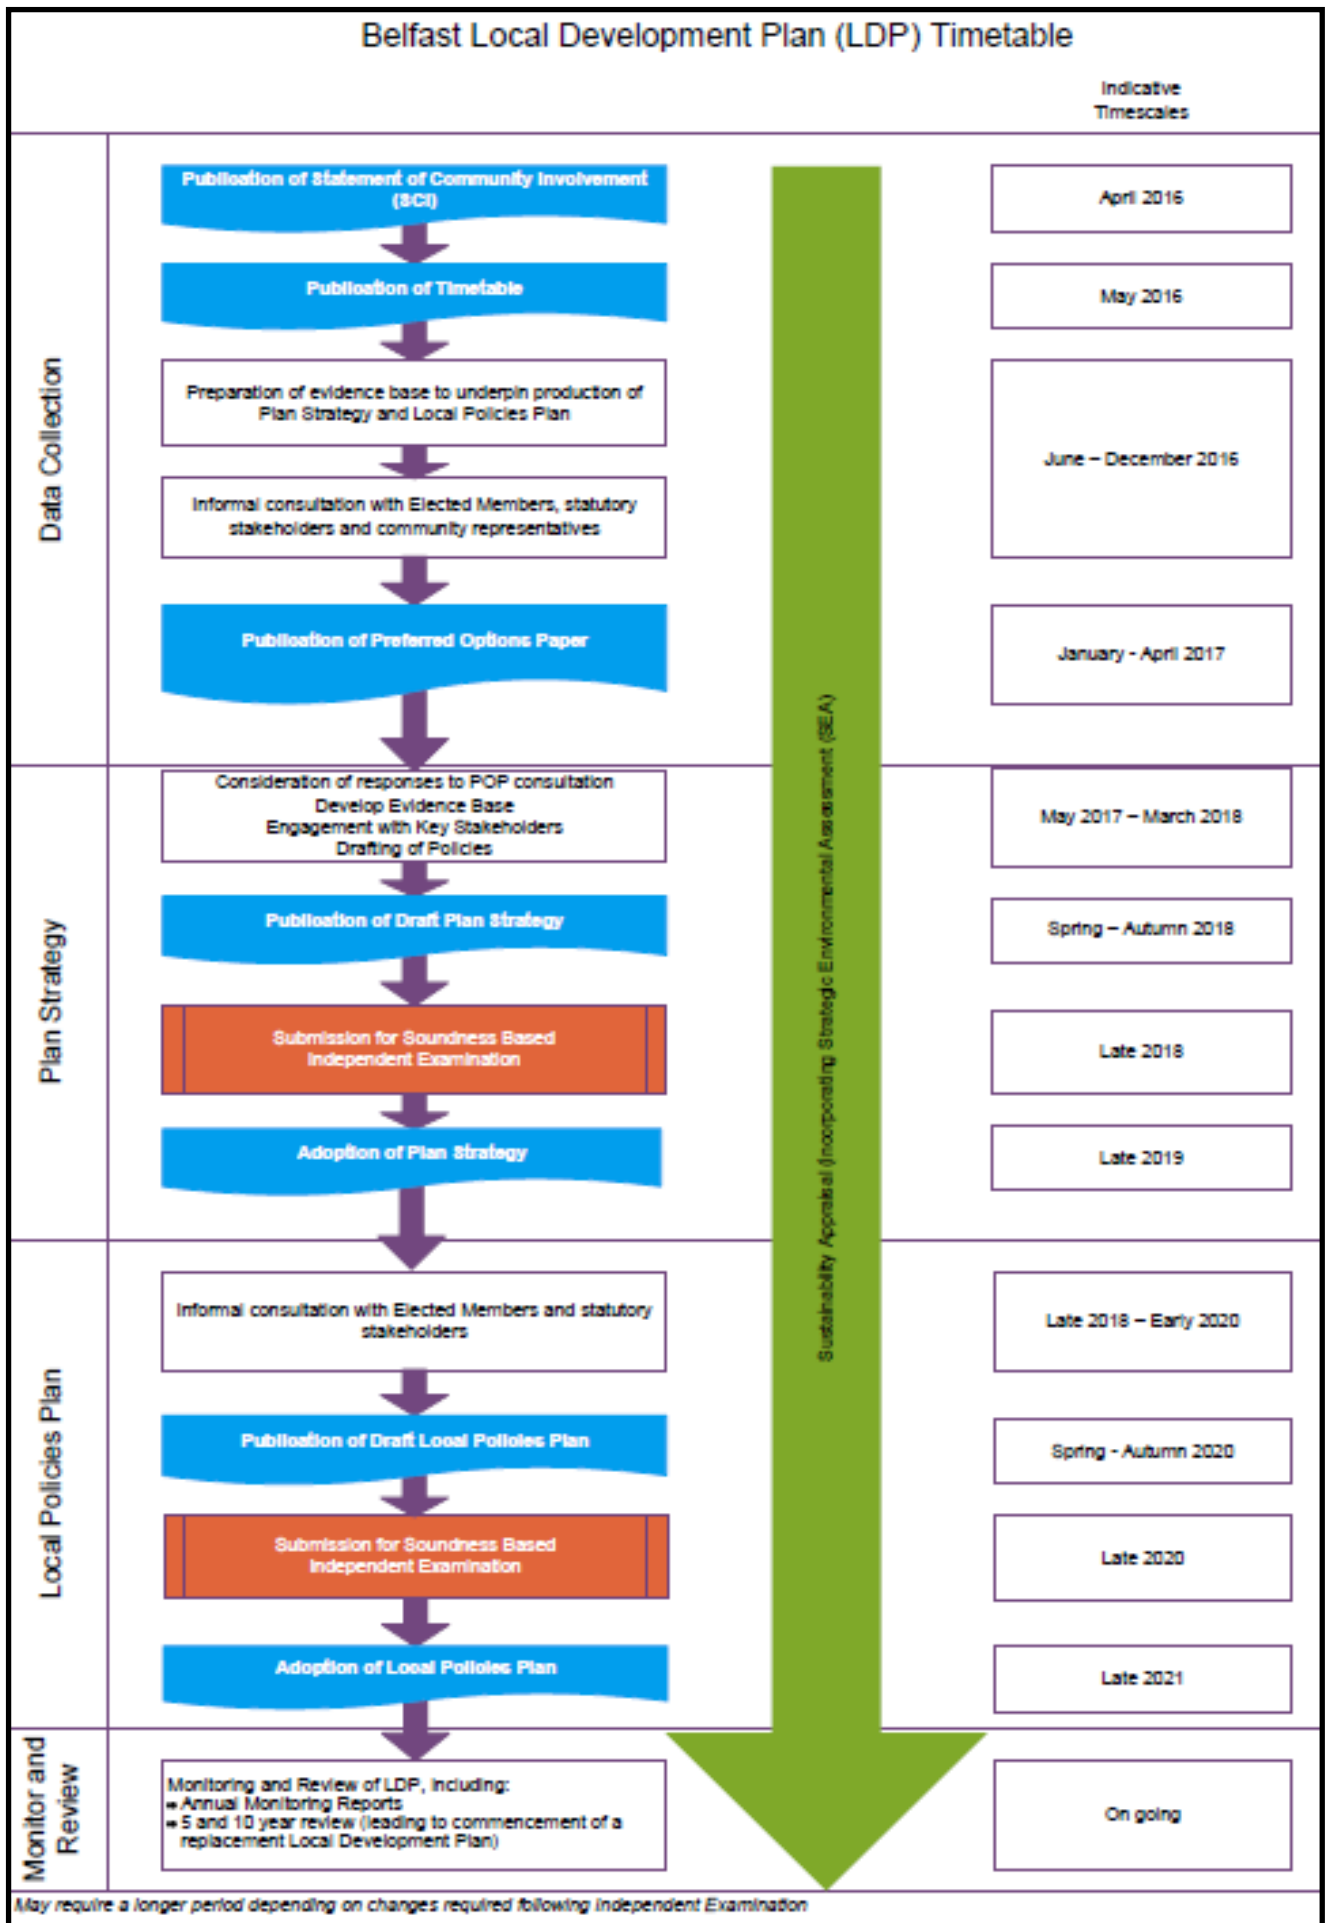 Belfast Local Development Plan (LDP) Timetable
Indicative
Timescales
Data Collection
Publication of Statement of Community Involvement
(SCI)
April 2016
Publication of Timetable
May 2016
Preparation of evidence base to underpin production of
Plan Strategy and Local Policies Plan
June – December 2016
Informal consultation with Elected Members, statutory
stakeholders and community representatives
Publication of Preferred Options Paper
January - April 2017
Sustainability Appraisal (Incorporating Strategic Environmental Assessment (SEA)
Plan Strategy
Consideration of responses to POP consultation
Develop Evidence Base
Engagement with Key Stakeholders
Drafting of Policies
May 2017 – March 2018
Publication of Draft Plan Strategy
Spring – Autumn 2018
Submission for Soundness Based
Independent Examination
Late 2018
Adoption of Plan Strategy
Late 2019
Local Policies Plan
Informal consultation with Elected Members and statutory
stakeholders
Late 2018 – Early 2020
Publication of Draft Local Policies Plan
Spring - Autumn 2020
Submission for Soundness Based
Independent Examination
Late 2020
Adoption of Local Policies Plan
Late 2021
Monitor and
Review
Monitoring and Review of LDP, Including:
➡ Annual Monitoring Reports
➡ 5 and 10 year review (leading to commencement of a
replacement Local Development Plan)
On going
May require a longer period depending on changes required following Independent Examination